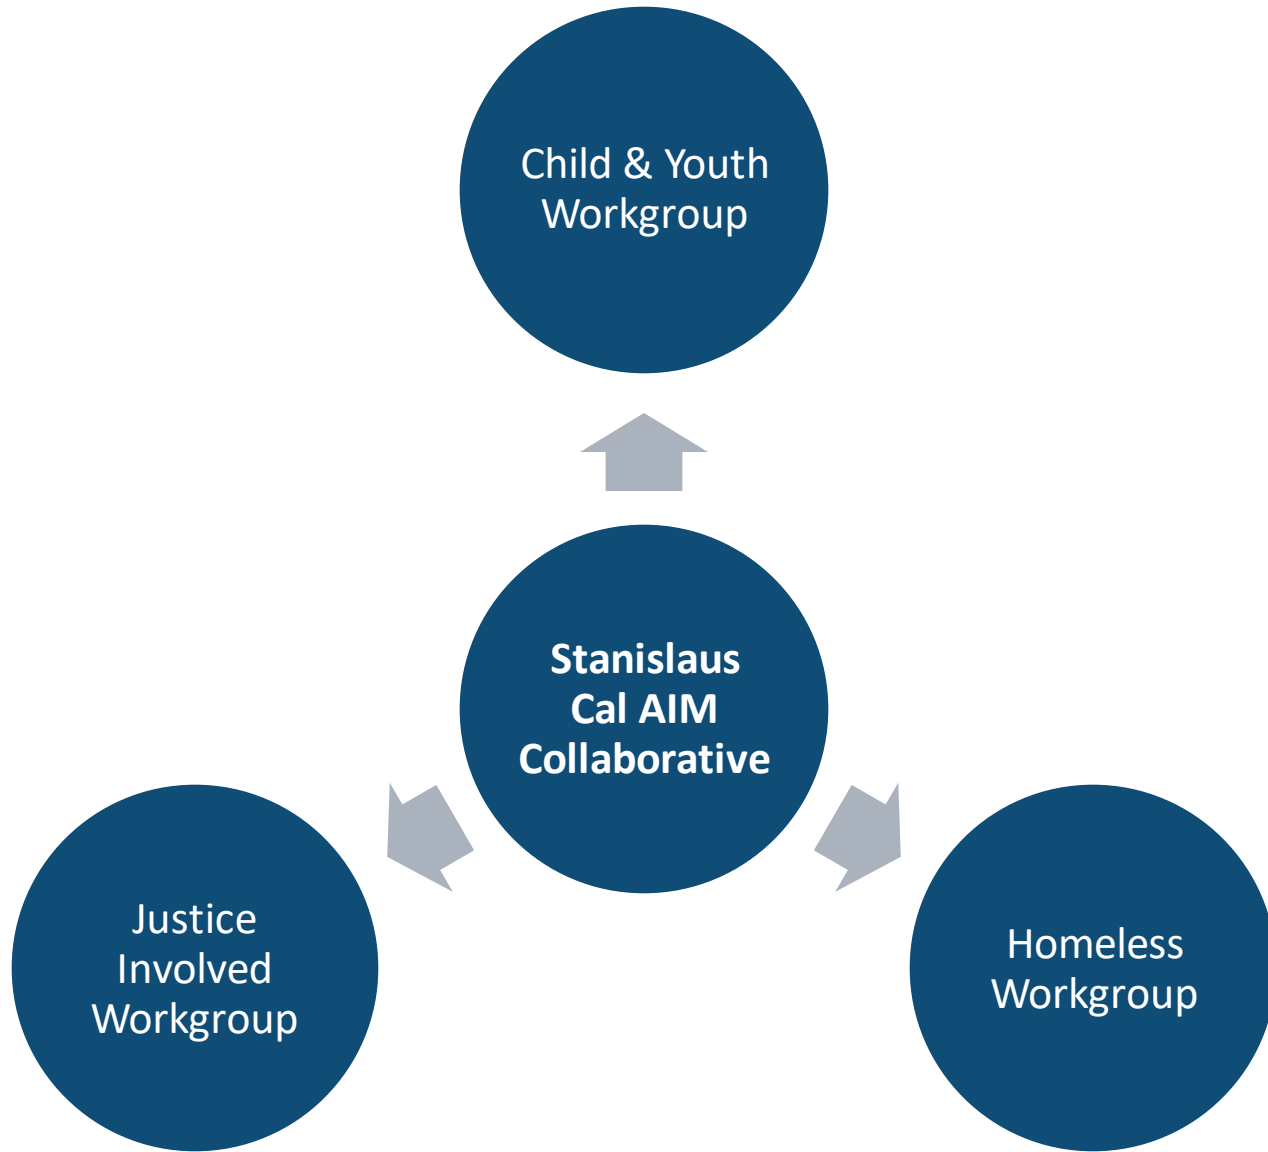 Child & Youth
Workgroup
Stanislaus
Cal AIM
Collaborative
Justice
Involved
Workgroup
Homeless
Workgroup